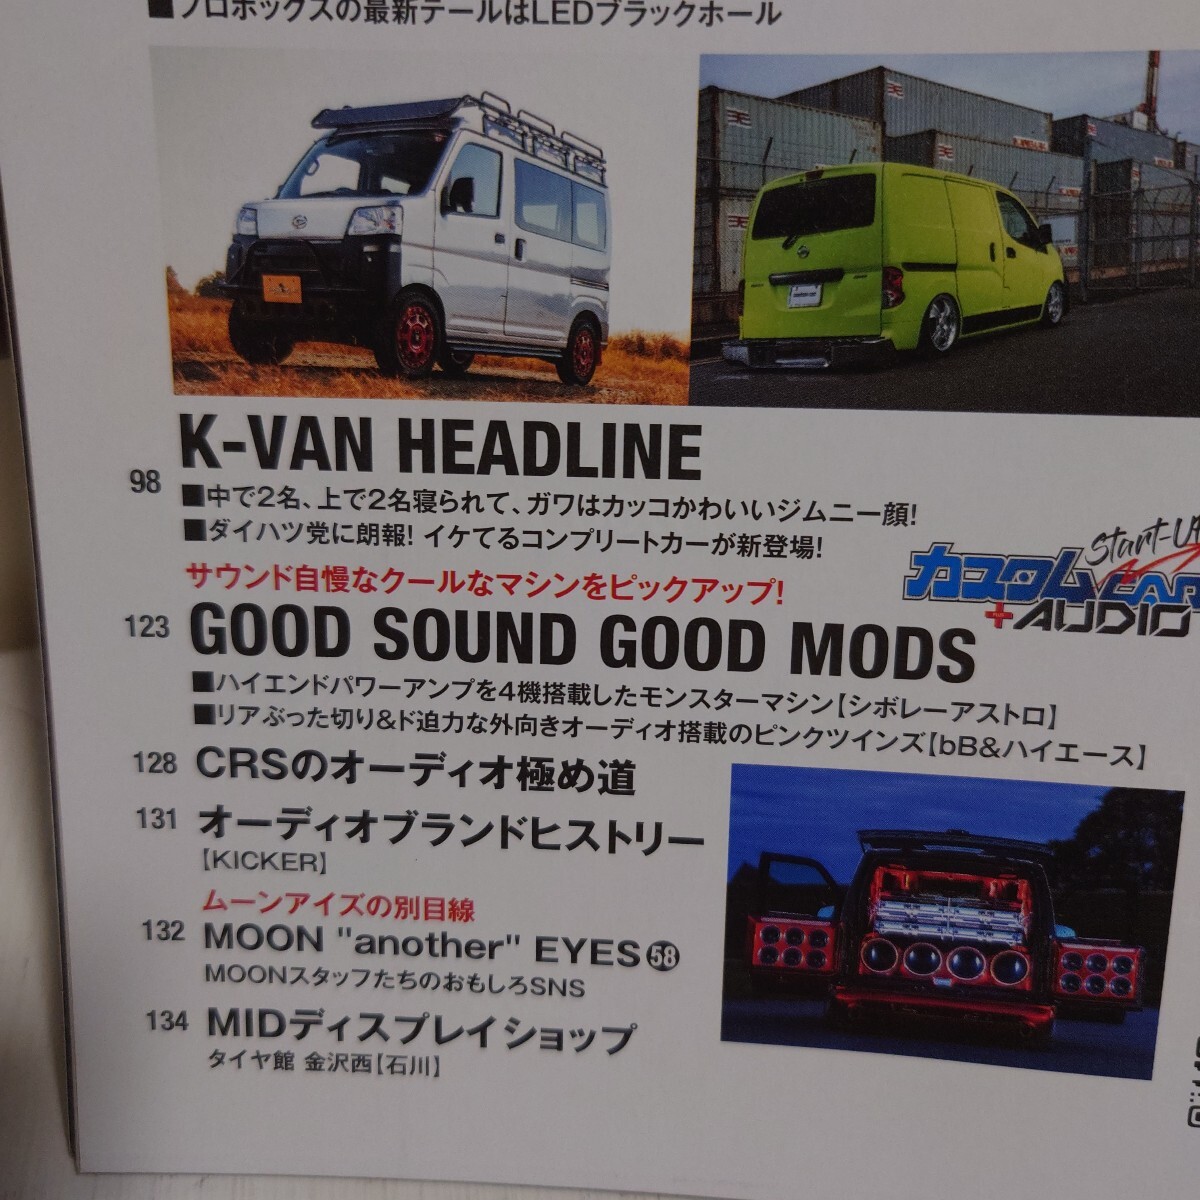 ■プロボックスの最新テールはLEDブラックホール
K-VAN HEADLINE
98
■中で2名、上で2名寝られて、ガワはカッコかわいいジムニー顔!
■ダイハツ党に朗報! イケてるコンプリートカーが新登場!
サウンド自慢なクールなマシンをピックアップ!
Start-UP
カスタムCAR
+AUDIO
123 GOOD SOUND GOOD MODS
■ハイエンドパワーアンプを4機搭載したモンスターマシン【シボレーアストロ】
■リアぶった切り&ド迫力な外向きオーディオ搭載のピンクツインズ【bB&ハイエース】
128 CRSのオーディオ極め道
131 オーディオブランドヒストリー
【KICKER】
ムーンアイズの別目線
132 MOON "another" EYES 58
MOONスタッフたちのおもしろSNS
134 MIDディスプレイショップ
タイヤ館 金沢西【石川】